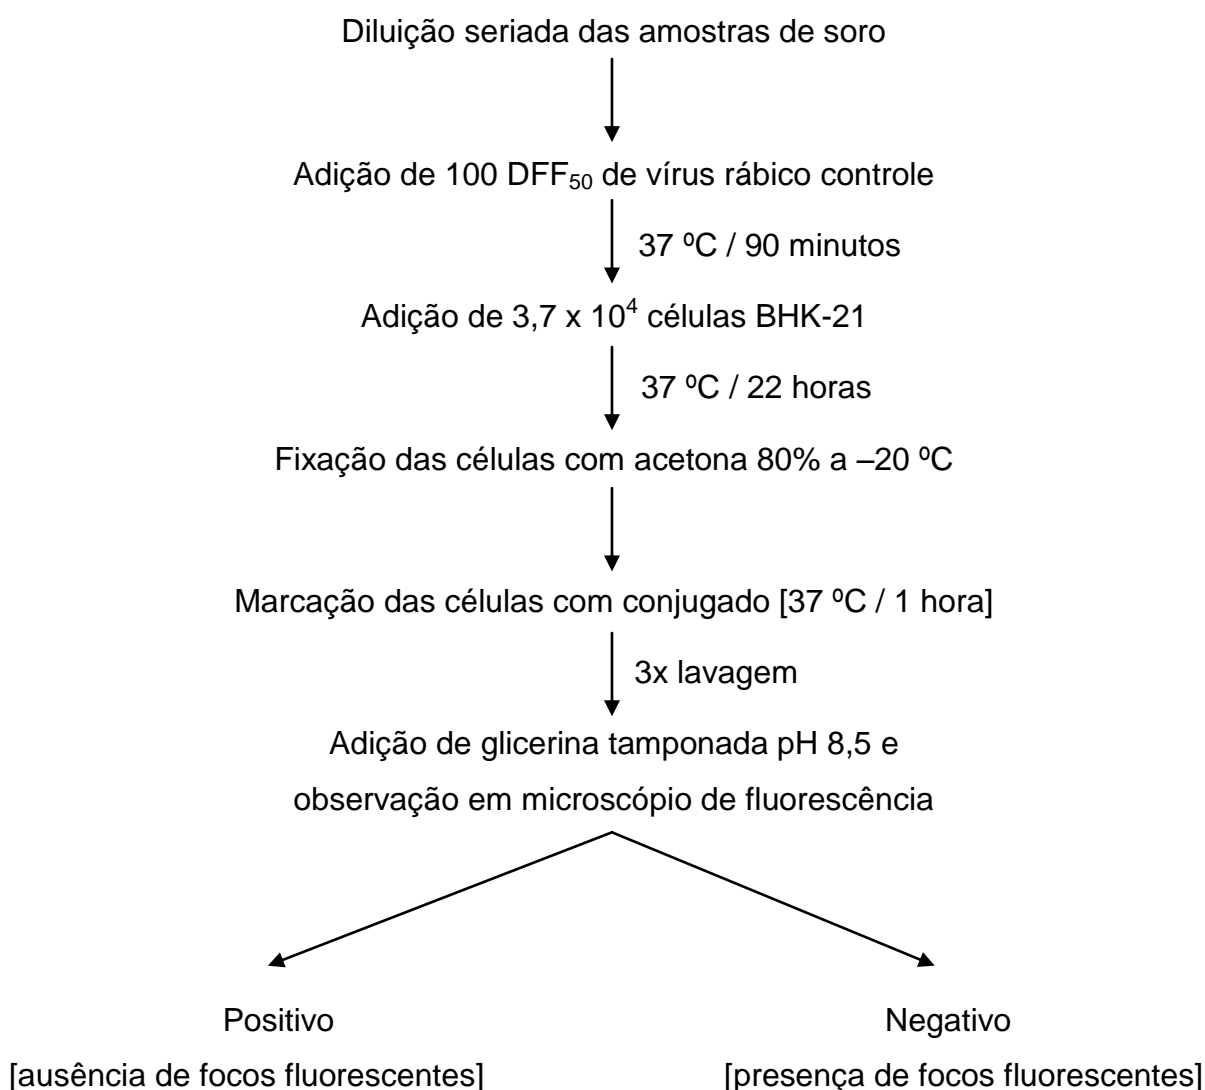 Diluição seriada das amostras de soro
Adição de 100 DFF₅₀ de vírus rábico controle
37 ºC / 90 minutos
Adição de 3,7 x 10⁴ células BHK-21
37 ºC / 22 horas
Fixação das células com acetona 80% a –20 ºC
Marcação das células com conjugado [37 ºC / 1 hora]
3x lavagem
Adição de glicerina tamponada pH 8,5 e
observação em microscópio de fluorescência
Positivo
Negativo
[ausência de focos fluorescentes]
[presença de focos fluorescentes]